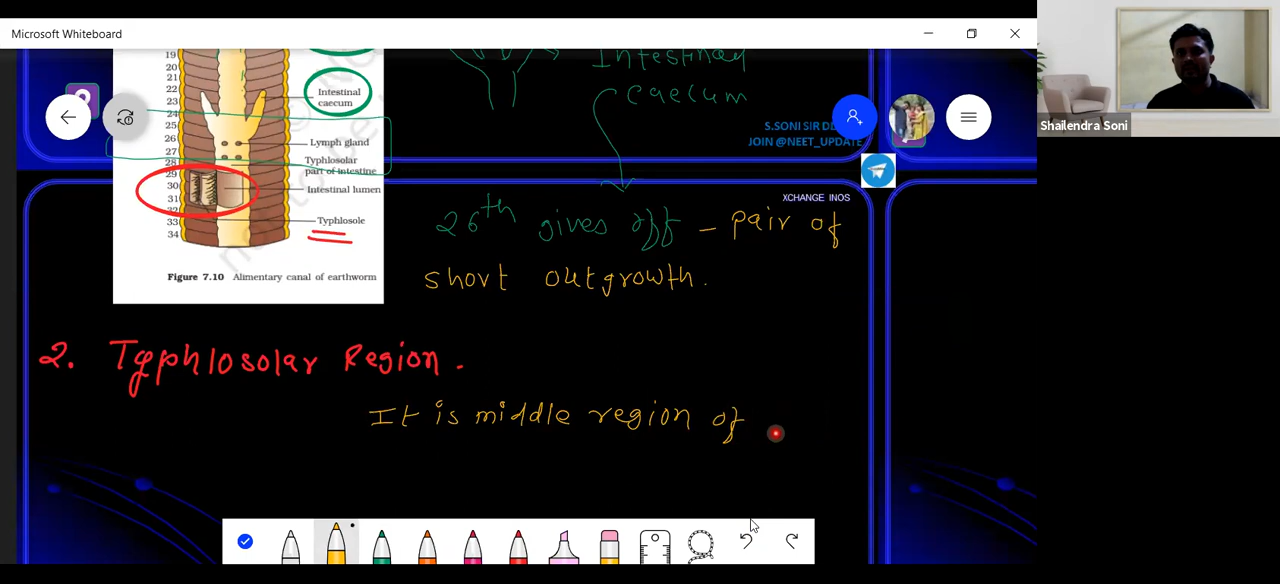 Microsoft Whiteboard
19
20
21
22
23
24
25
26
27
28
29
30
31
32
33
34
Intestinal
caecum
Lymph gland
Typhlosolar
part of intestine
Intestinal lumen
Typhlosole
Figure 7.10 Alimentary canal of earthworm
Intestinal
caecum
S.SONI SIR
JOIN @NEET_UPDATE
XCHANGE INOS
26th gives off - pair of
short outgrowth.
2. Typhlosolar Region.
It is middle region of
Shailendra Soni